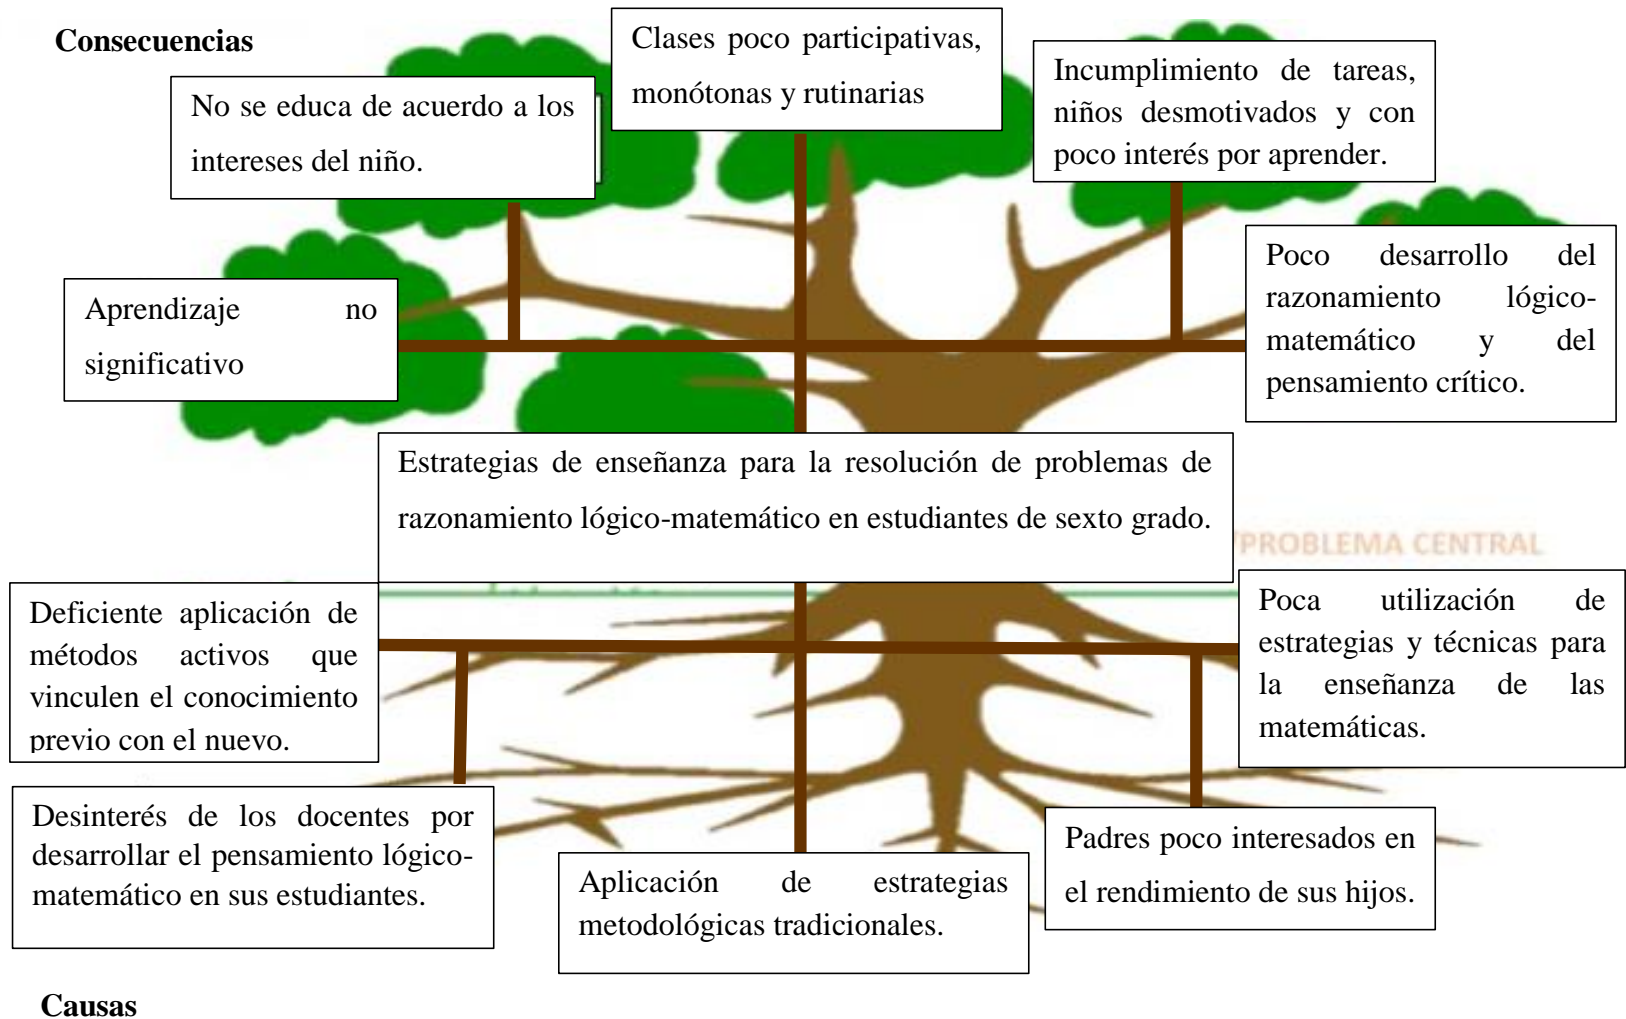 Consecuencias
Clases poco participativas,
monótonas y rutinarias
Incumplimiento de tareas,
niños desmotivados y con
poco interés por aprender.
No se educa de acuerdo a los
intereses del niño.
Poco desarrollo del
razonamiento lógico-
matemático y del
pensamiento crítico.
Aprendizaje no
significativo
Estrategias de enseñanza para la resolución de problemas de
razonamiento lógico-matemático en estudiantes de sexto grado.
/PROBLEMA CENTRAL
Deficiente aplicación de
métodos activos que
vinculen el conocimiento
previo con el nuevo.
Poca utilización de
estrategias y técnicas para
la enseñanza de las
matemáticas.
Desinterés de los docentes por
desarrollar el pensamiento lógico-
matemático en sus estudiantes.
Aplicación de estrategias
metodológicas tradicionales.
Padres poco interesados en
el rendimiento de sus hijos.
Causas